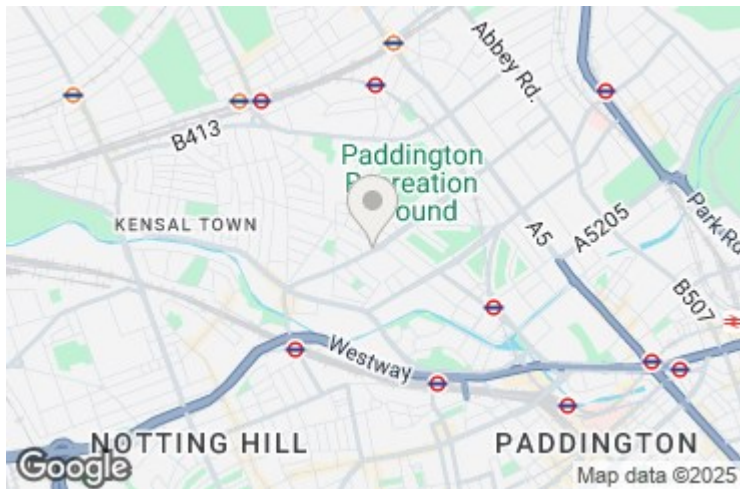 Abbey Rd.
B413
Paddington
Recreation
Ground
KENSAL TOWN
A5
A5205
Park Rd
B507
Westway
NOTTING HILL
PADDINGTON
Google
Map data ©2025